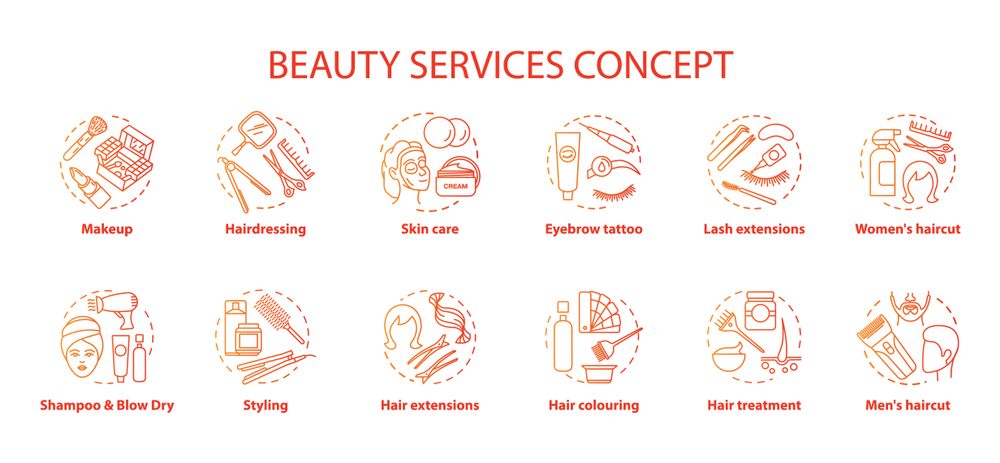 BEAUTY SERVICES CONCEPT
CREAM
Makeup
Hairdressing
Skin care
Eyebrow tattoo
Lash extensions
Women's haircut
Shampoo & Blow Dry
Styling
Hair extensions
Hair colouring
Hair treatment
Men's haircut